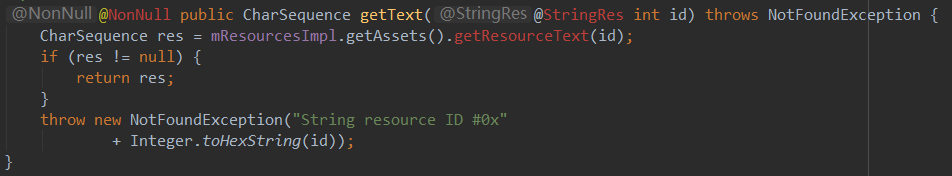 @NonNull @NonNull public CharSequence getText( @StringRes @StringRes int id) throws NotFoundException {
    CharSequence res = mResourcesImpl.getAssets().getResourceText(id);
    if (res != null) {
        return res;
    }
    throw new NotFoundException("String resource ID #0x"
            + Integer.toHexString(id));
}